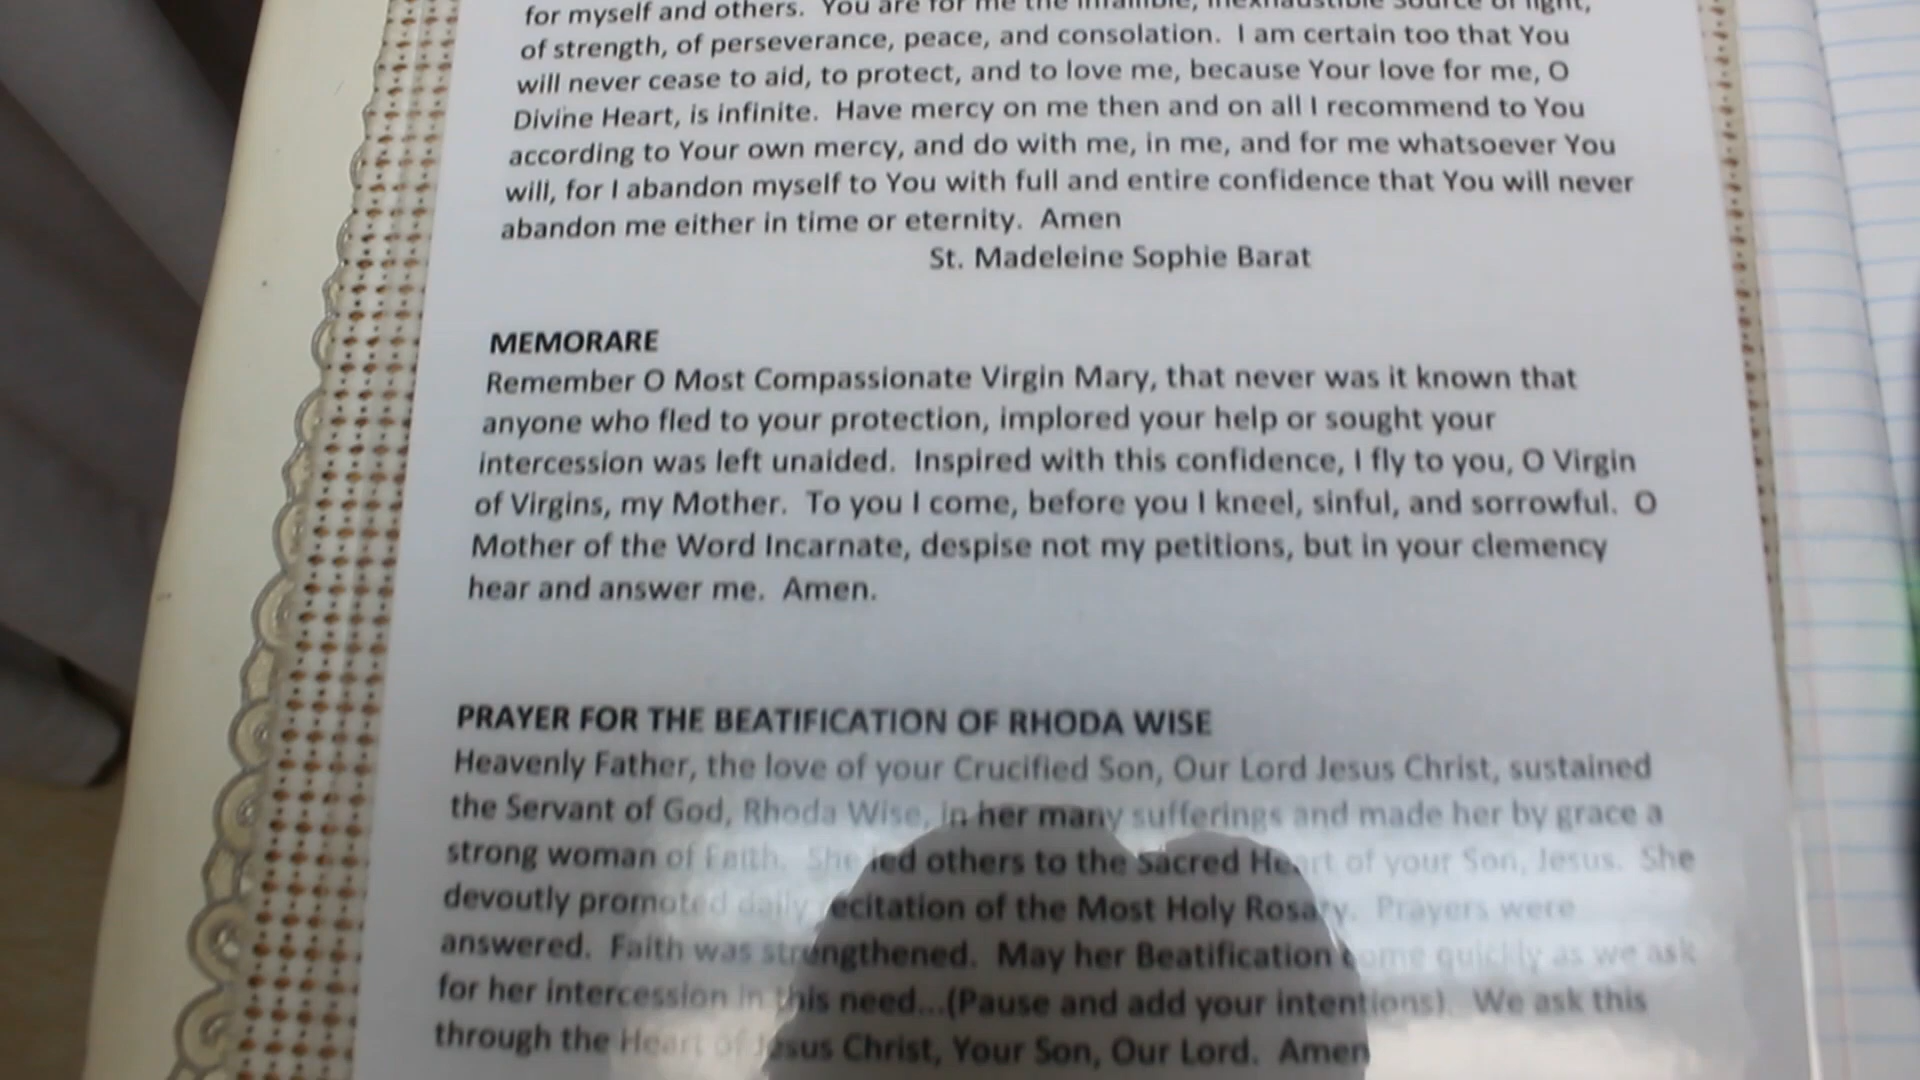 for myself and others. You are for me the infallible, inexhaustible source of light,
of strength, of perseverance, peace, and consolation. I am certain too that You
will never cease to aid, to protect, and to love me, because Your love for me, O
Divine Heart, is infinite. Have mercy on me then and on all I recommend to You
according to Your own mercy, and do with me, in me, and for me whatsoever You
will, for I abandon myself to You with full and entire confidence that You will never
abandon me either in time or eternity. Amen
St. Madeleine Sophie Barat
MEMORARE
Remember O Most Compassionate Virgin Mary, that never was it known that
anyone who fled to your protection, implored your help or sought your
intercession was left unaided. Inspired with this confidence, I fly to you, O Virgin
of Virgins, my Mother. To you I come, before you I kneel, sinful, and sorrowful. O
Mother of the Word Incarnate, despise not my petitions, but in your clemency
hear and answer me. Amen.
PRAYER FOR THE BEATIFICATION OF RHODA WISE
Heavenly Father, the love of your Crucified Son, Our Lord Jesus Christ, sustained
the Servant of God, Rhoda Wise, in her many sufferings and made her by grace a
strong woman of Faith. She led others to the Sacred Heart of your Son, Jesus. She
devoutly promoted daily recitation of the Most Holy Rosary. Prayers were
answered. Faith was strengthened. May her Beatification come quickly as we ask
for her intercession in this need...(Pause and add your intentions). We ask this
through the Heart of Jesus Christ, Your Son, Our Lord. Amen